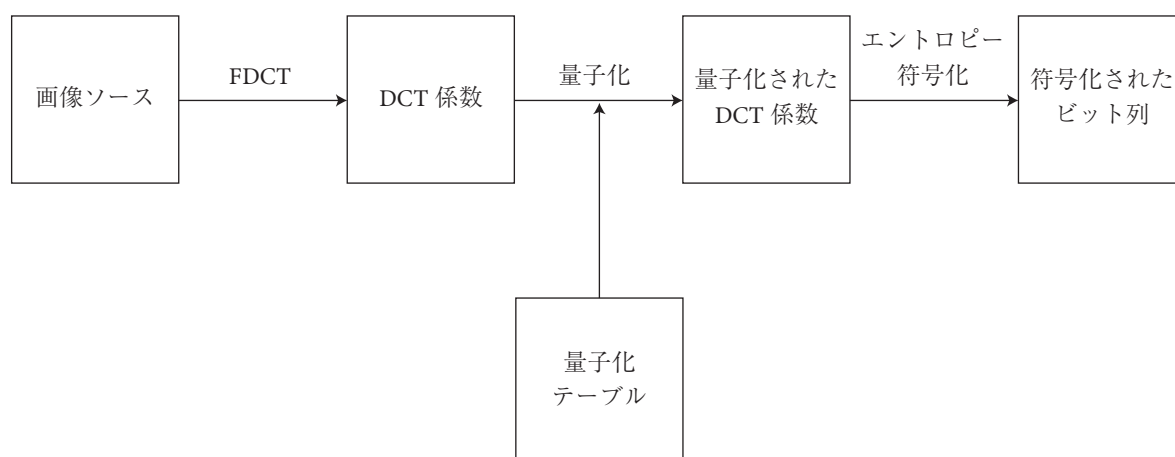 画像ソース
FDCT
DCT 係数
量子化
量子化された
DCT 係数
エントロピー
符号化
符号化された
ビット列
量子化
テーブル